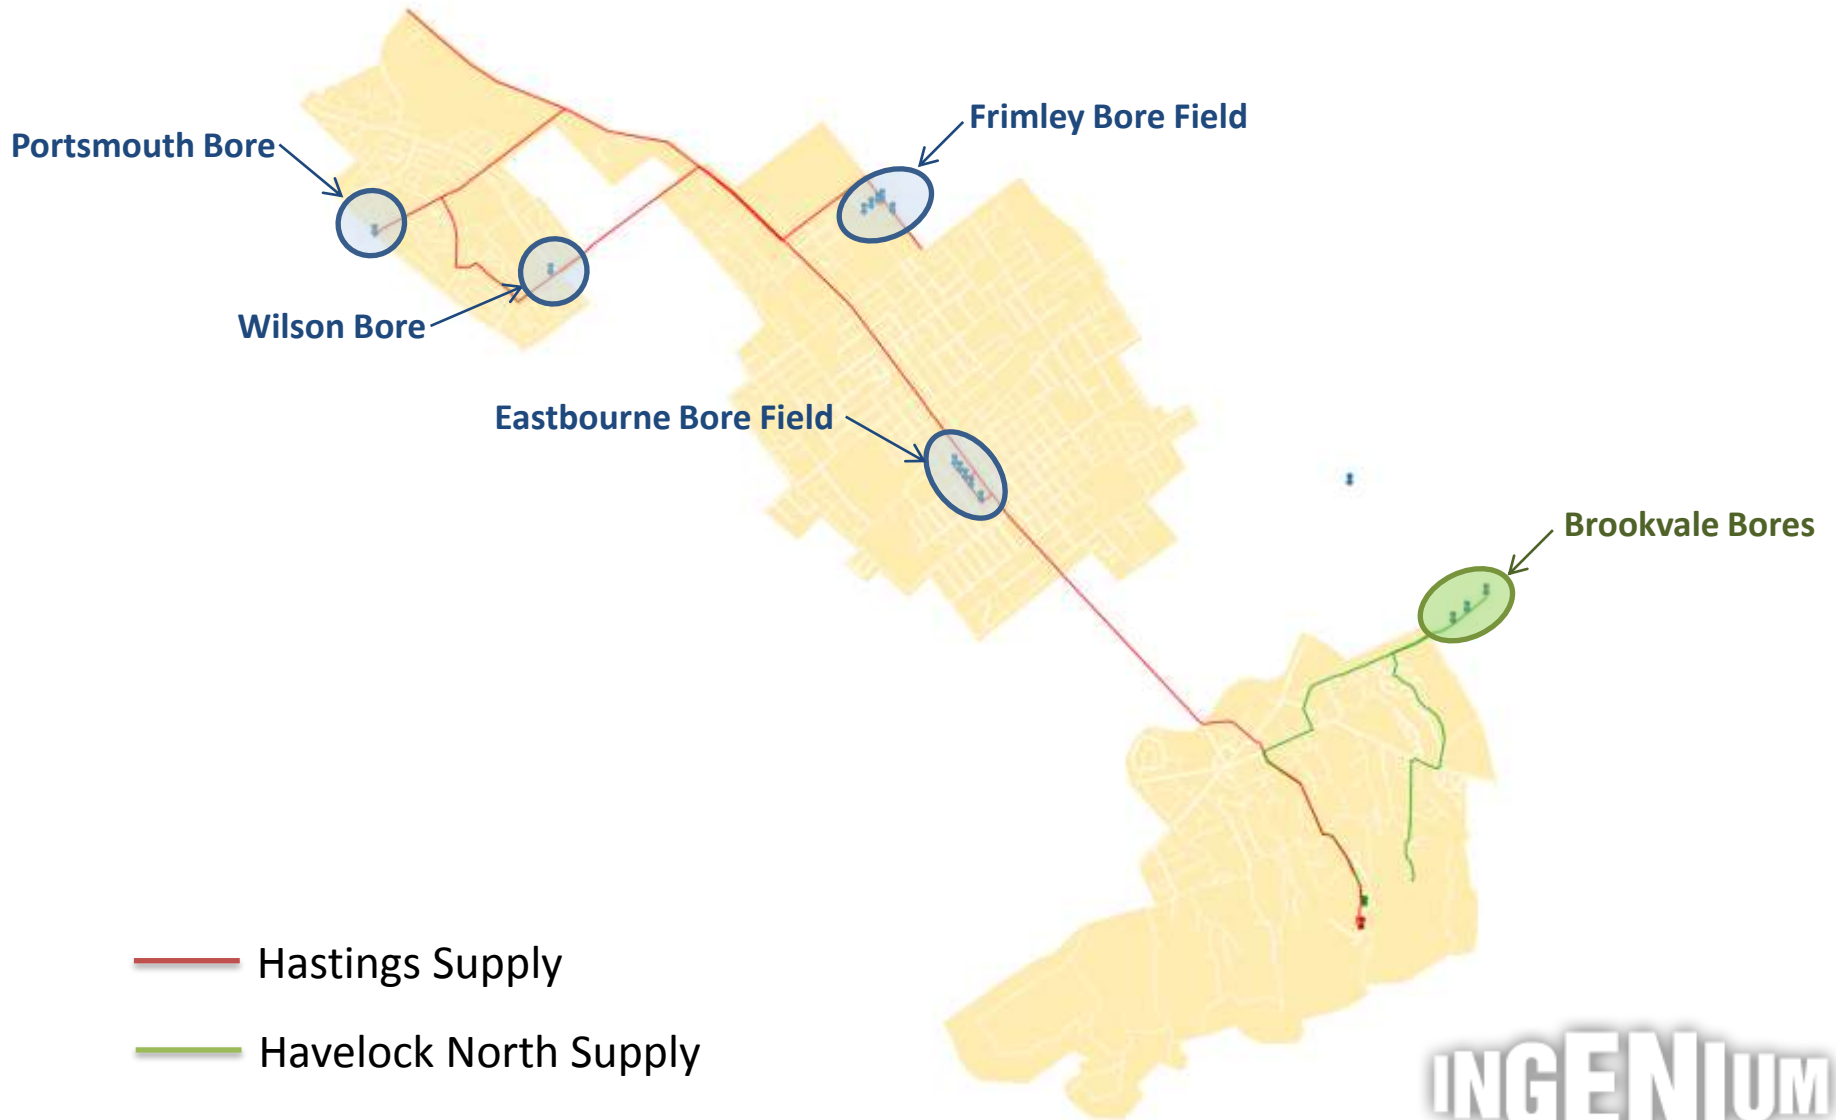 Frimley Bore Field
Portsmouth Bore
Wilson Bore
Eastbourne Bore Field
Brookvale Bores
Hastings Supply
Havelock North Supply
INGENIUM